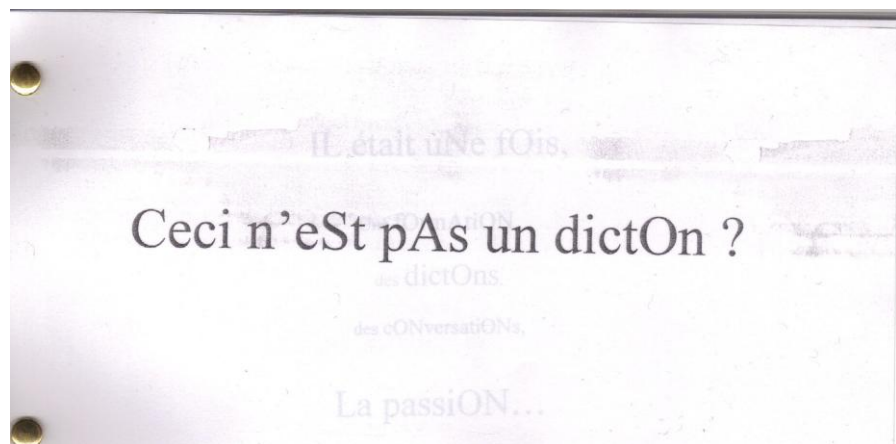 IL était uNe fOis,
Ceci n'eSt pAs un dictOn ?
des dictOns.
des cONversatiONs,
La passiON…